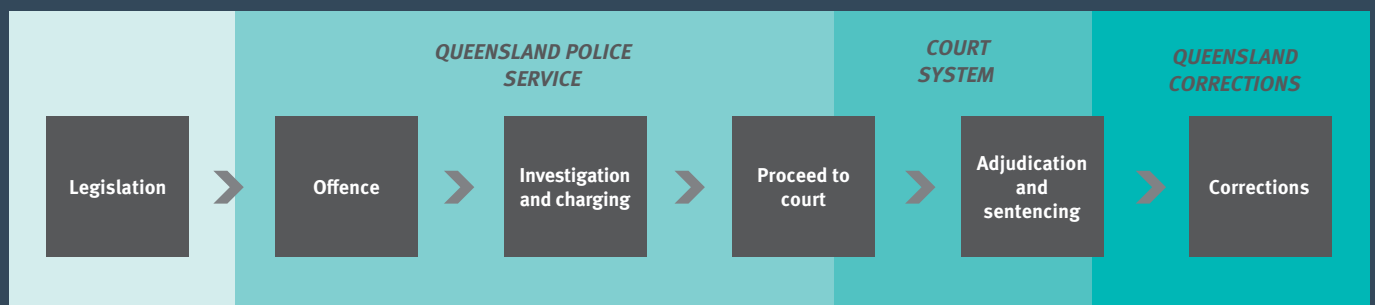 QUEENSLAND POLICE
SERVICE
COURT
SYSTEM
QUEENSLAND
CORRECTIONS
Legislation
Offence
Investigation
and charging
Proceed to
court
Adjudication
and
sentencing
Corrections